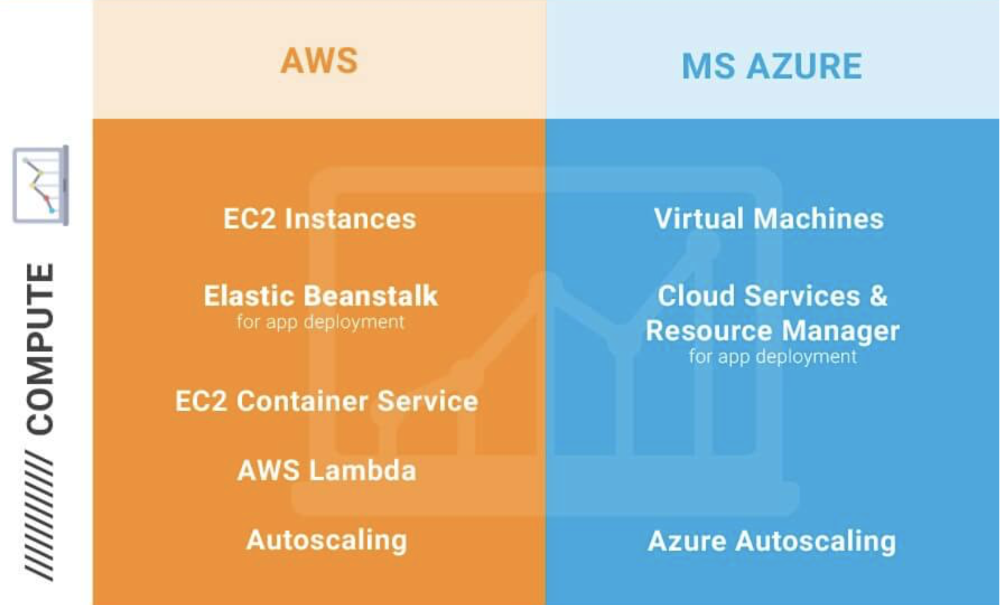 AWS
MS AZURE
COMPUTE
EC2 Instances
Virtual Machines
Elastic Beanstalk
for app deployment
Cloud Services &
Resource Manager
for app deployment
EC2 Container Service
AWS Lambda
Autoscaling
Azure Autoscaling